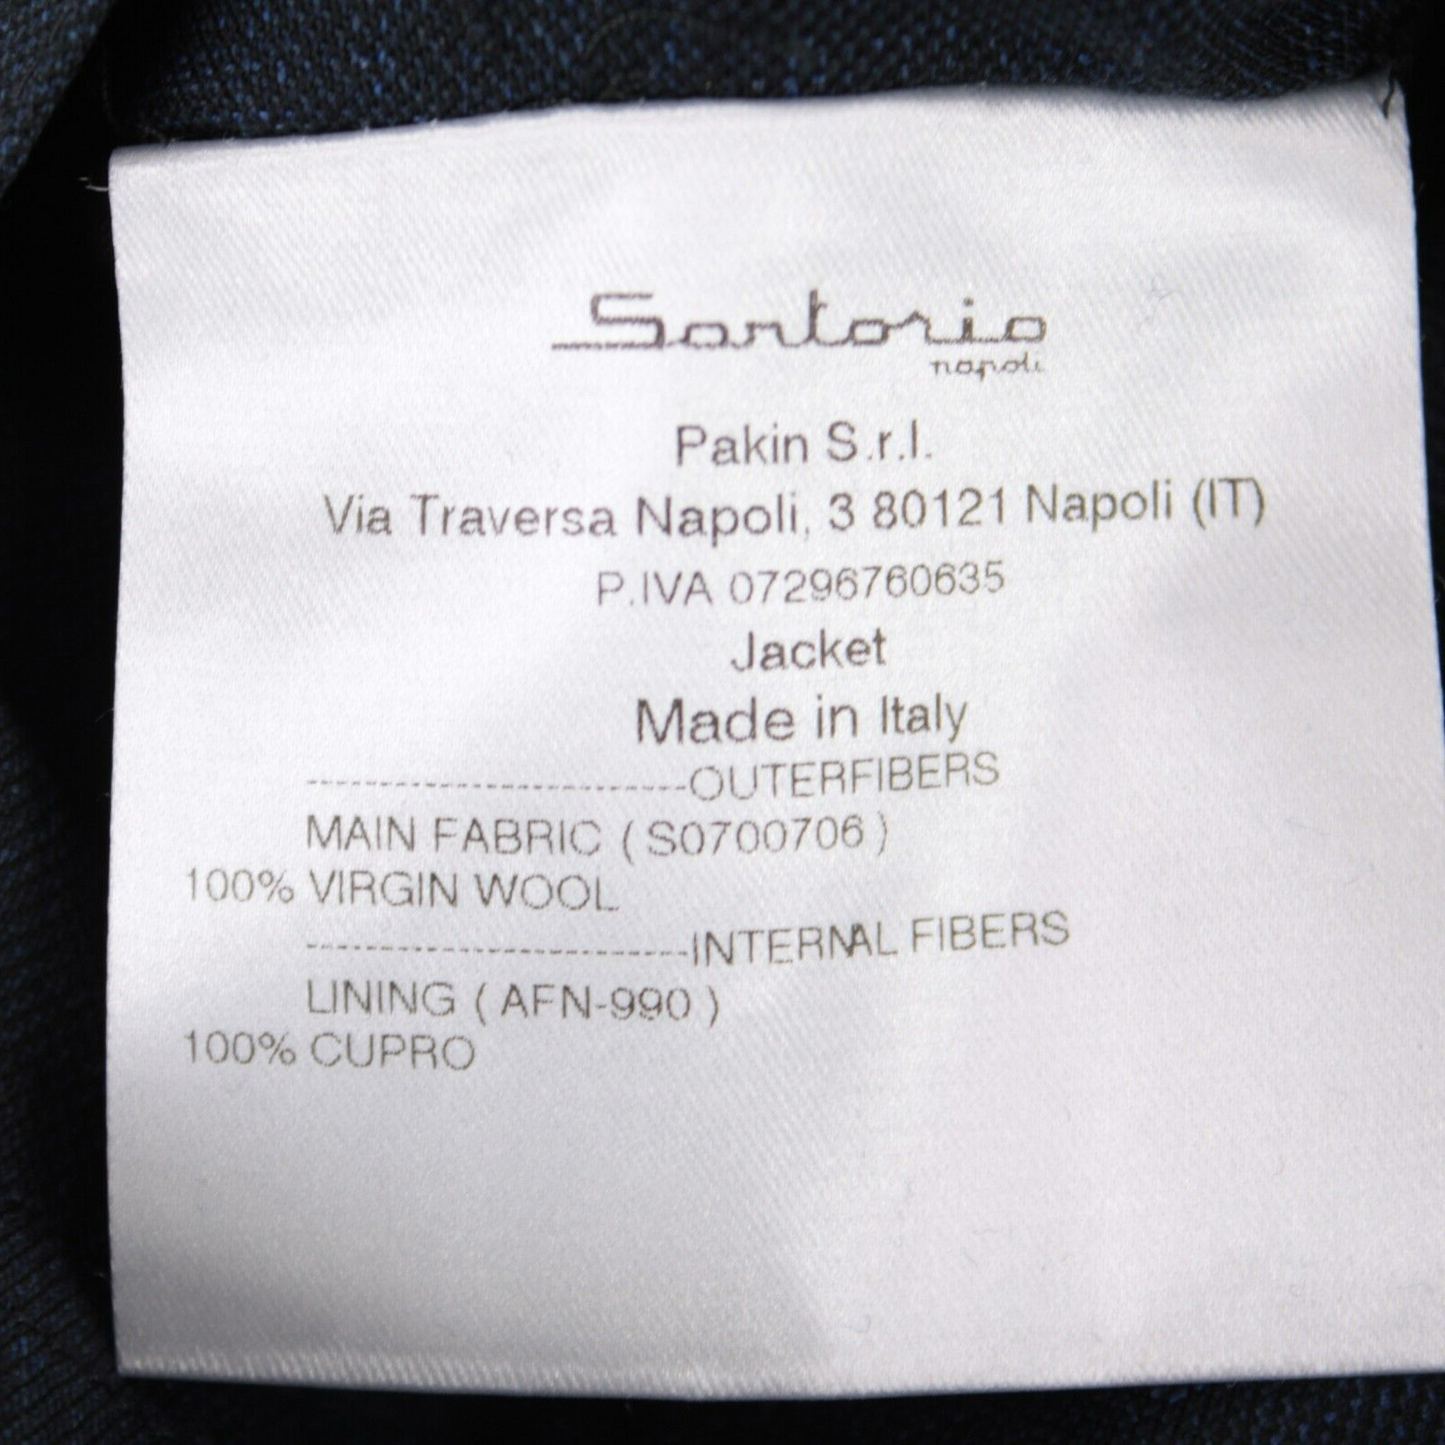 Sartorio
napoli
Pakin S.r.l.
Via Traversa Napoli, 3 80121 Napoli (IT)
P.IVA 07296760635
Jacket
Made in Italy
-------------------------OUTERFIBERS
MAIN FABRIC ( S0700706 )
100% VIRGIN WOOL
-------------------------INTERNAL FIBERS
LINING ( AFN-990 )
100% CUPRO